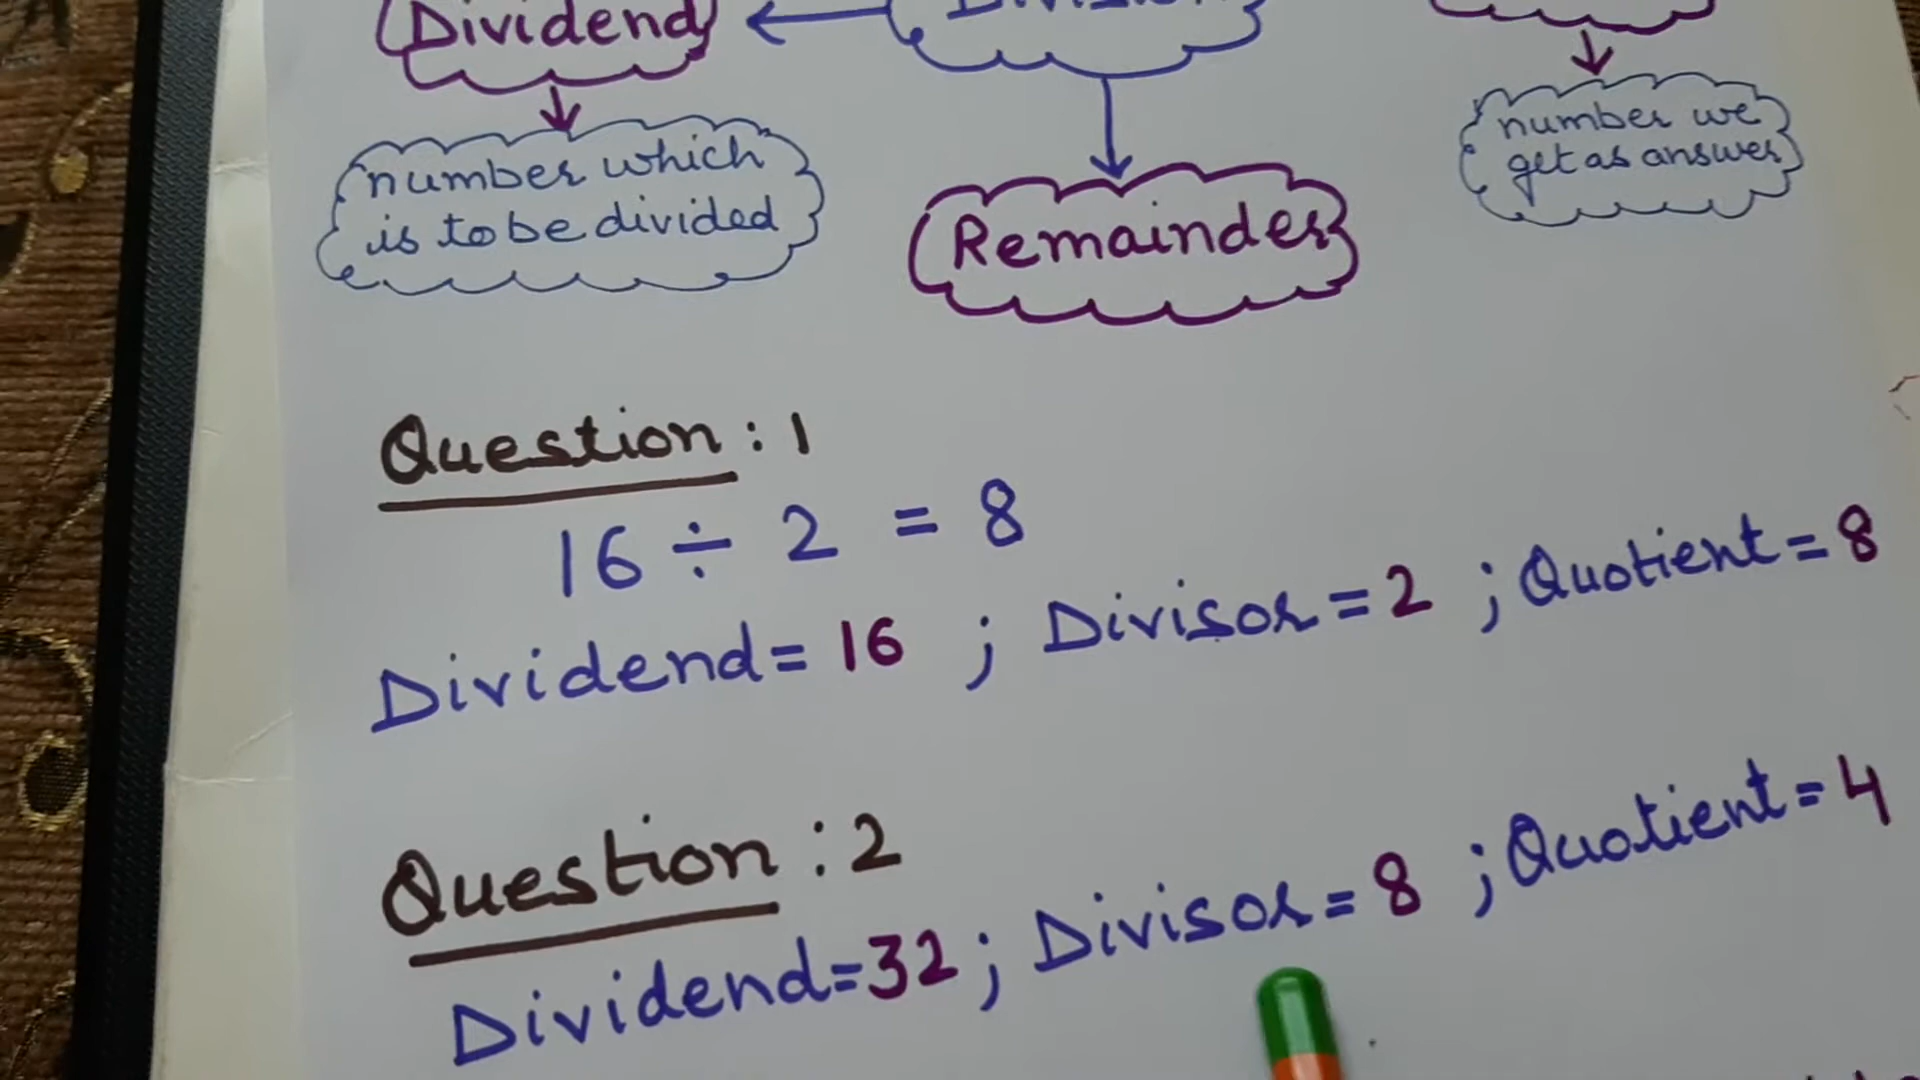 Dividend
Division
number which
is to be divided
number we
get as answer
Remainder
Question : 1
16 ÷ 2 = 8
Dividend = 16 ; Divisor = 2 ; Quotient = 8
Question : 2
Dividend = 32 ; Divisor = 8 ; Quotient = 4